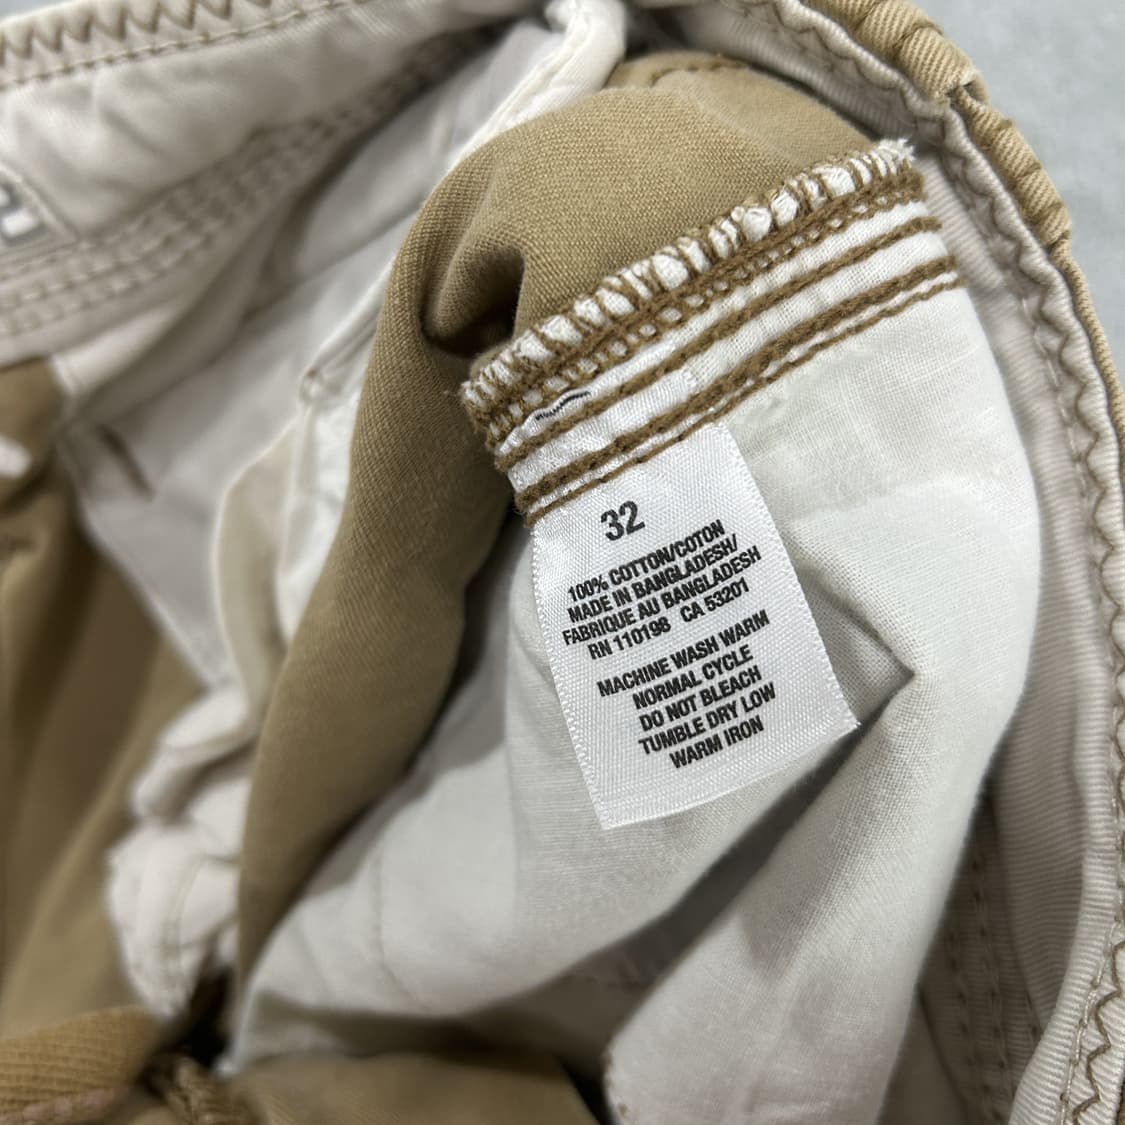 32
100% COTTON/COTON
MADE IN BANGLADESH/
FABRIQUE AU BANGLADESH
RN 110198 CA 53201
MACHINE WASH WARM
NORMAL CYCLE
DO NOT BLEACH
TUMBLE DRY LOW
WARM IRON